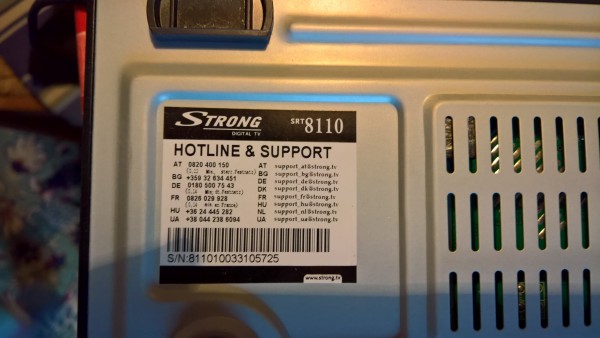 STRONG
DIGITAL TV
SRT 8110
HOTLINE & SUPPORT
AT 0820 400 150 AT support_at@strong.tv
BG +359 32 634 451 BG support_bg@strong.tv
DE 0180 500 75 43 DE support_de@strong.tv
DK support_dk@strong.tv
FR 0826 029 928 FR support_fr@strong.tv
HU support_hu@strong.tv
HU +36 24 445 282 NL support_nl@strong.tv
UA +38 044 238 6094 UA support_ua@strong.tv
S/N:811010033105725
www.strong.tv